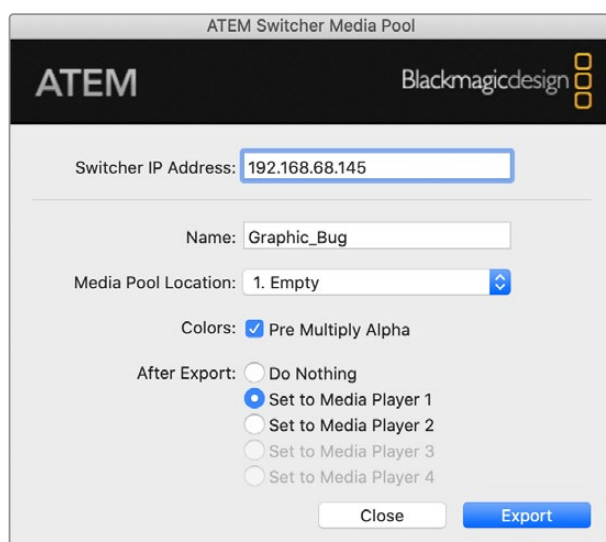 ATEM Switcher Media Pool
ATEM Blackmagicdesign
Switcher IP Address: 192.168.68.145
Name: Graphic_Bug
Media Pool Location: 1. Empty
Colors: Pre Multiply Alpha
After Export: Do Nothing
Set to Media Player 1
Set to Media Player 2
Set to Media Player 3
Set to Media Player 4
Close Export